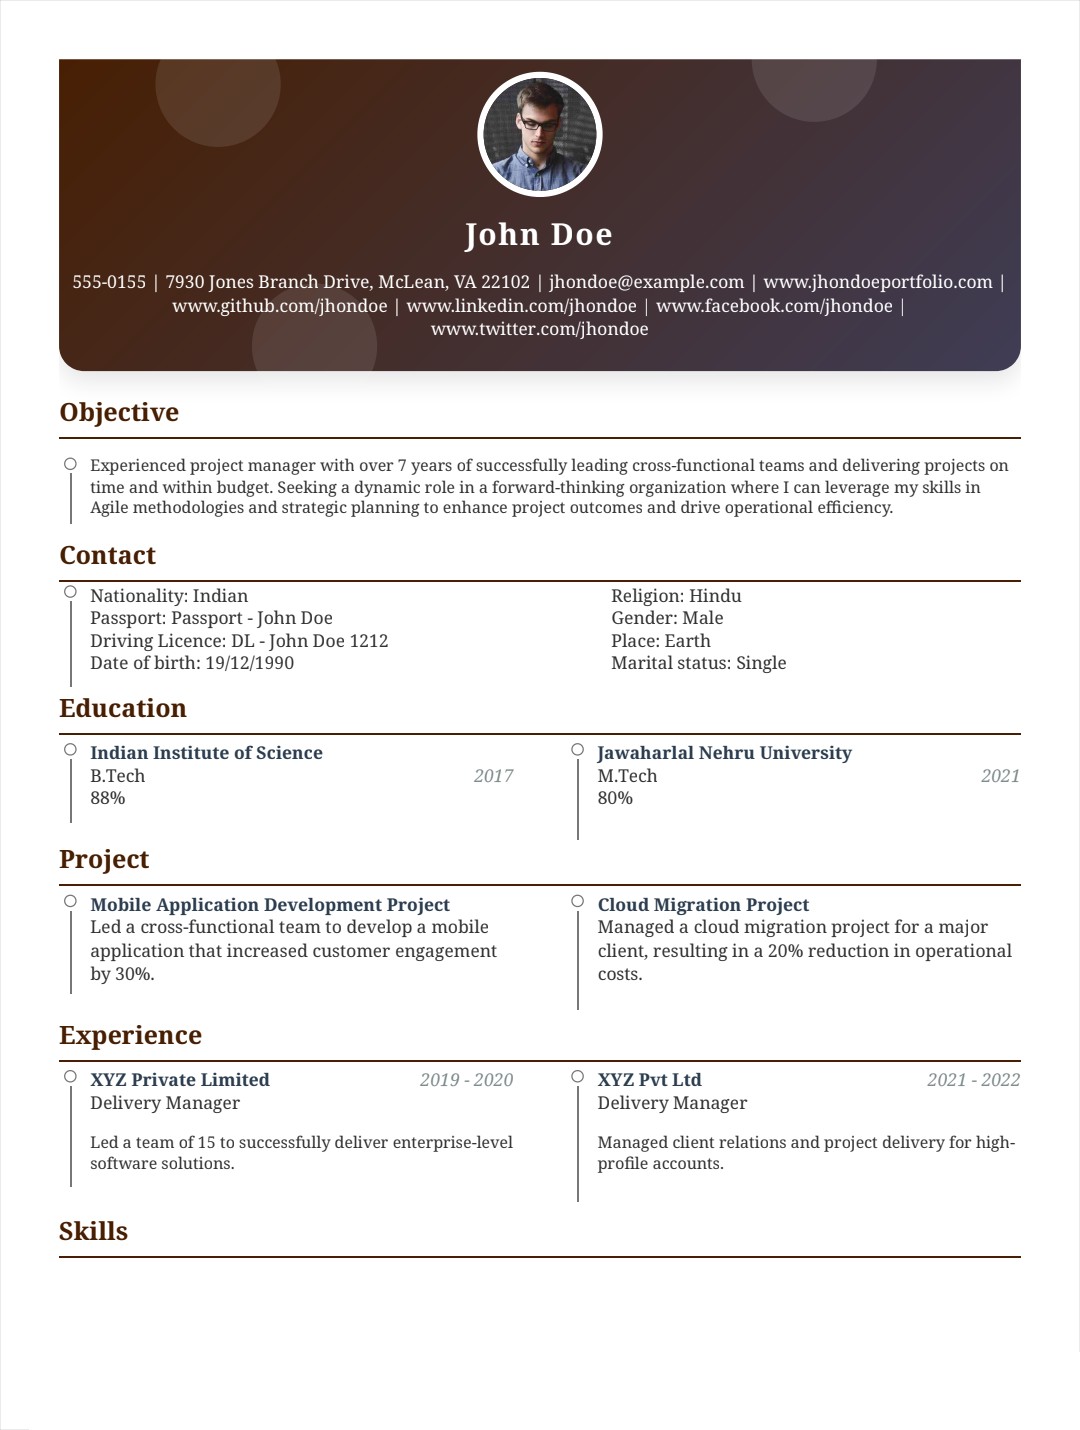 John Doe
555-0155 | 7930 Jones Branch Drive, McLean, VA 22102 | jhondoe@example.com | www.jhondoeportfolio.com |
www.github.com/jhondoe | www.linkedin.com/jhondoe | www.facebook.com/jhondoe |
www.twitter.com/jhondoe
Objective
Experienced project manager with over 7 years of successfully leading cross-functional teams and delivering projects on
time and within budget. Seeking a dynamic role in a forward-thinking organization where I can leverage my skills in
Agile methodologies and strategic planning to enhance project outcomes and drive operational efficiency.
Contact
Nationality: Indian
Passport: Passport - John Doe
Driving Licence: DL - John Doe 1212
Date of birth: 19/12/1990
Religion: Hindu
Gender: Male
Place: Earth
Marital status: Single
Education
Indian Institute of Science
B.Tech 2017
88%
Jawaharlal Nehru University
M.Tech 2021
80%
Project
Mobile Application Development Project
Led a cross-functional team to develop a mobile
application that increased customer engagement
by 30%.
Cloud Migration Project
Managed a cloud migration project for a major
client, resulting in a 20% reduction in operational
costs.
Experience
XYZ Private Limited 2019 - 2020
Delivery Manager
Led a team of 15 to successfully deliver enterprise-level
software solutions.
XYZ Pvt Ltd 2021 - 2022
Delivery Manager
Managed client relations and project delivery for high-
profile accounts.
Skills